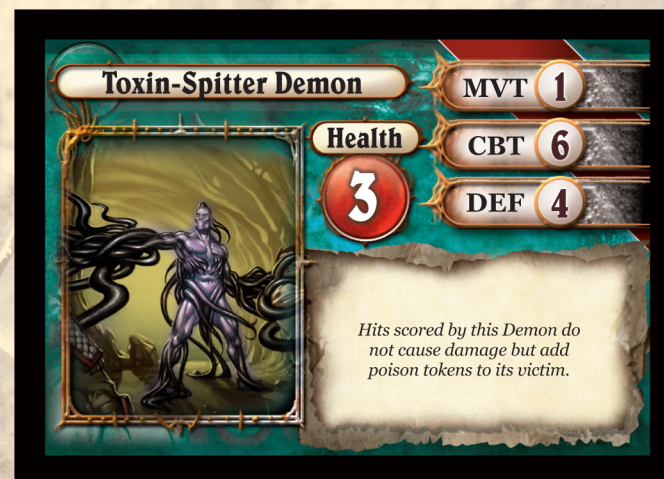 Toxin-Spitter Demon
Health
3
MVT 1
CBT 6
DEF 4
Hits scored by this Demon do
not cause damage but add
poison tokens to its victim.